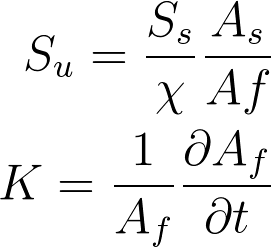 S_u = \frac{S_s}{\chi} \frac{A_s}{Af}
K = \frac{1}{A_f} \frac{\partial A_f}{\partial t}